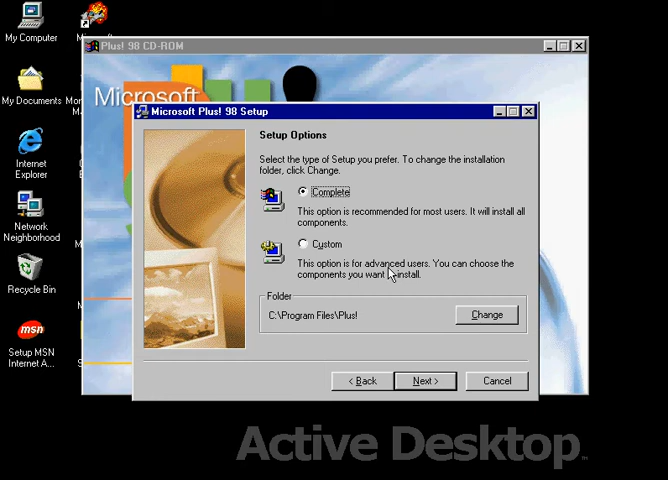 My Computer
My Documents
Internet
Explorer
Network
Neighborhood
Recycle Bin
Setup MSN
Internet A...
msn
Plus! 98 CD-ROM
Microsoft
Microsoft Plus! 98 Setup
Setup Options
Select the type of Setup you prefer. To change the installation
folder, click Change.
Complete
This option is recommended for most users. It will install all
components.
Custom
This option is for advanced users. You can choose the
components you want to install.
Folder
C:\Program Files\Plus!
Change
< Back
Next >
Cancel
Active Desktop